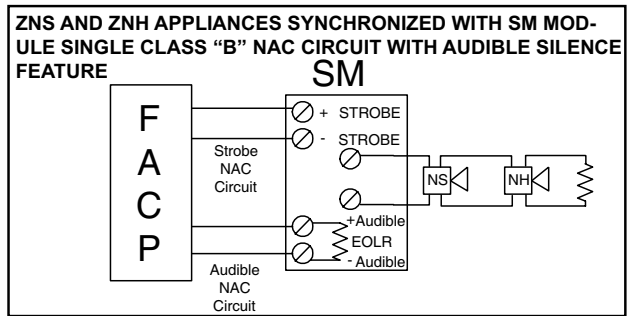 ZNS AND ZNH APPLIANCES SYNCHRONIZED WITH SM MOD-
ULE SINGLE CLASS “B” NAC CIRCUIT WITH AUDIBLE SILENCE
FEATURE
SM
F
A
C
P
+ STROBE
- STROBE
Strobe
NAC
Circuit
NS
NH
+Audible
EOLR
- Audible
Audible
NAC
Circuit